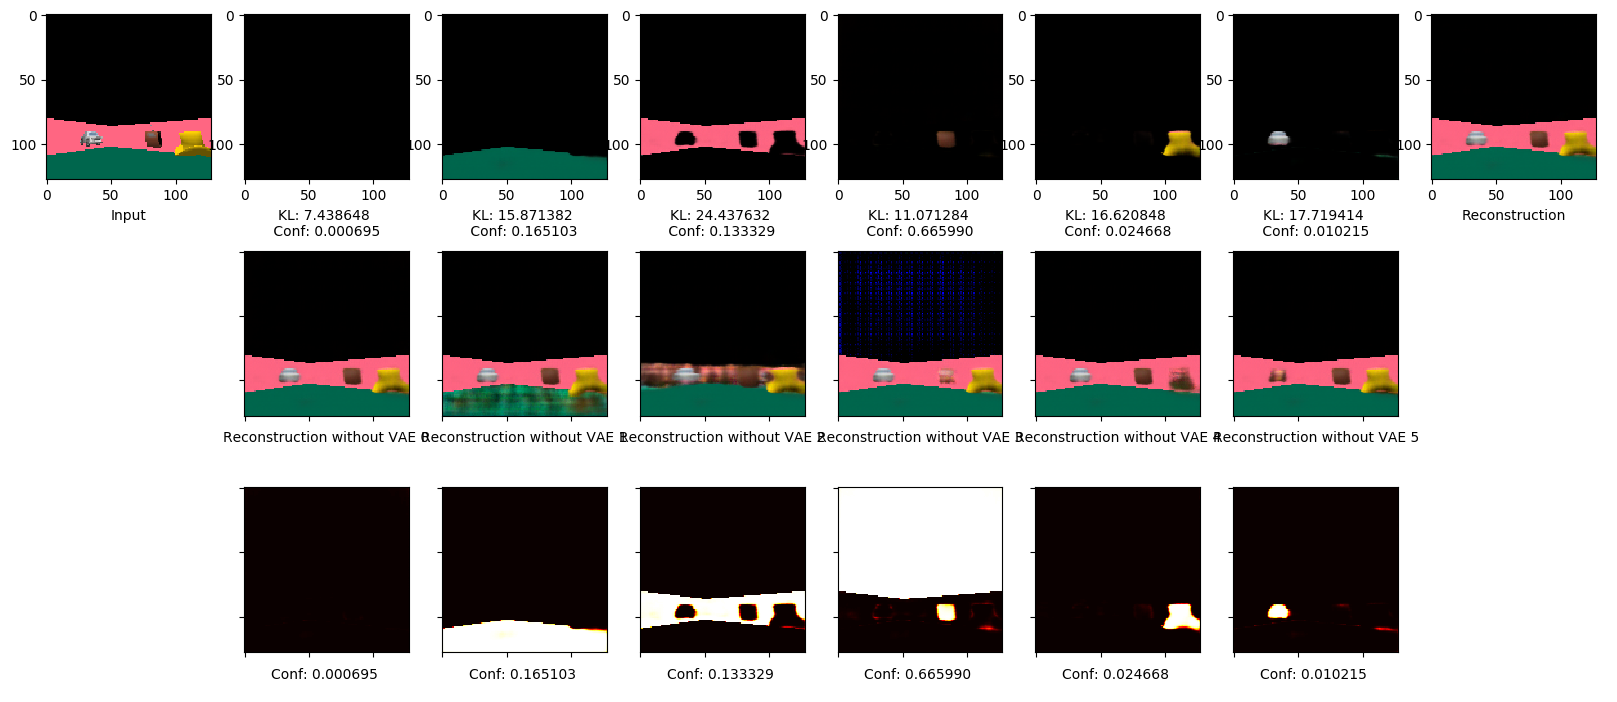 0
0
0
0
0
0
0
0
50
50
50
50
50
50
50
50
100
100
100
100
100
100
100
100
0 50 100
0 50 100
0 50 100
0 50 100
0 50 100
0 50 100
0 50 100
0 50 100
Input
KL: 7.438648
Conf: 0.000695
KL: 15.871382
Conf: 0.165103
KL: 24.437632
Conf: 0.133329
KL: 11.071284
Conf: 0.665990
KL: 16.620848
Conf: 0.024668
KL: 17.719414
Conf: 0.010215
Reconstruction
Reconstruction without VAE 0
Reconstruction without VAE 1
Reconstruction without VAE 2
Reconstruction without VAE 3
Reconstruction without VAE 4
Reconstruction without VAE 5
Conf: 0.000695
Conf: 0.165103
Conf: 0.133329
Conf: 0.665990
Conf: 0.024668
Conf: 0.010215